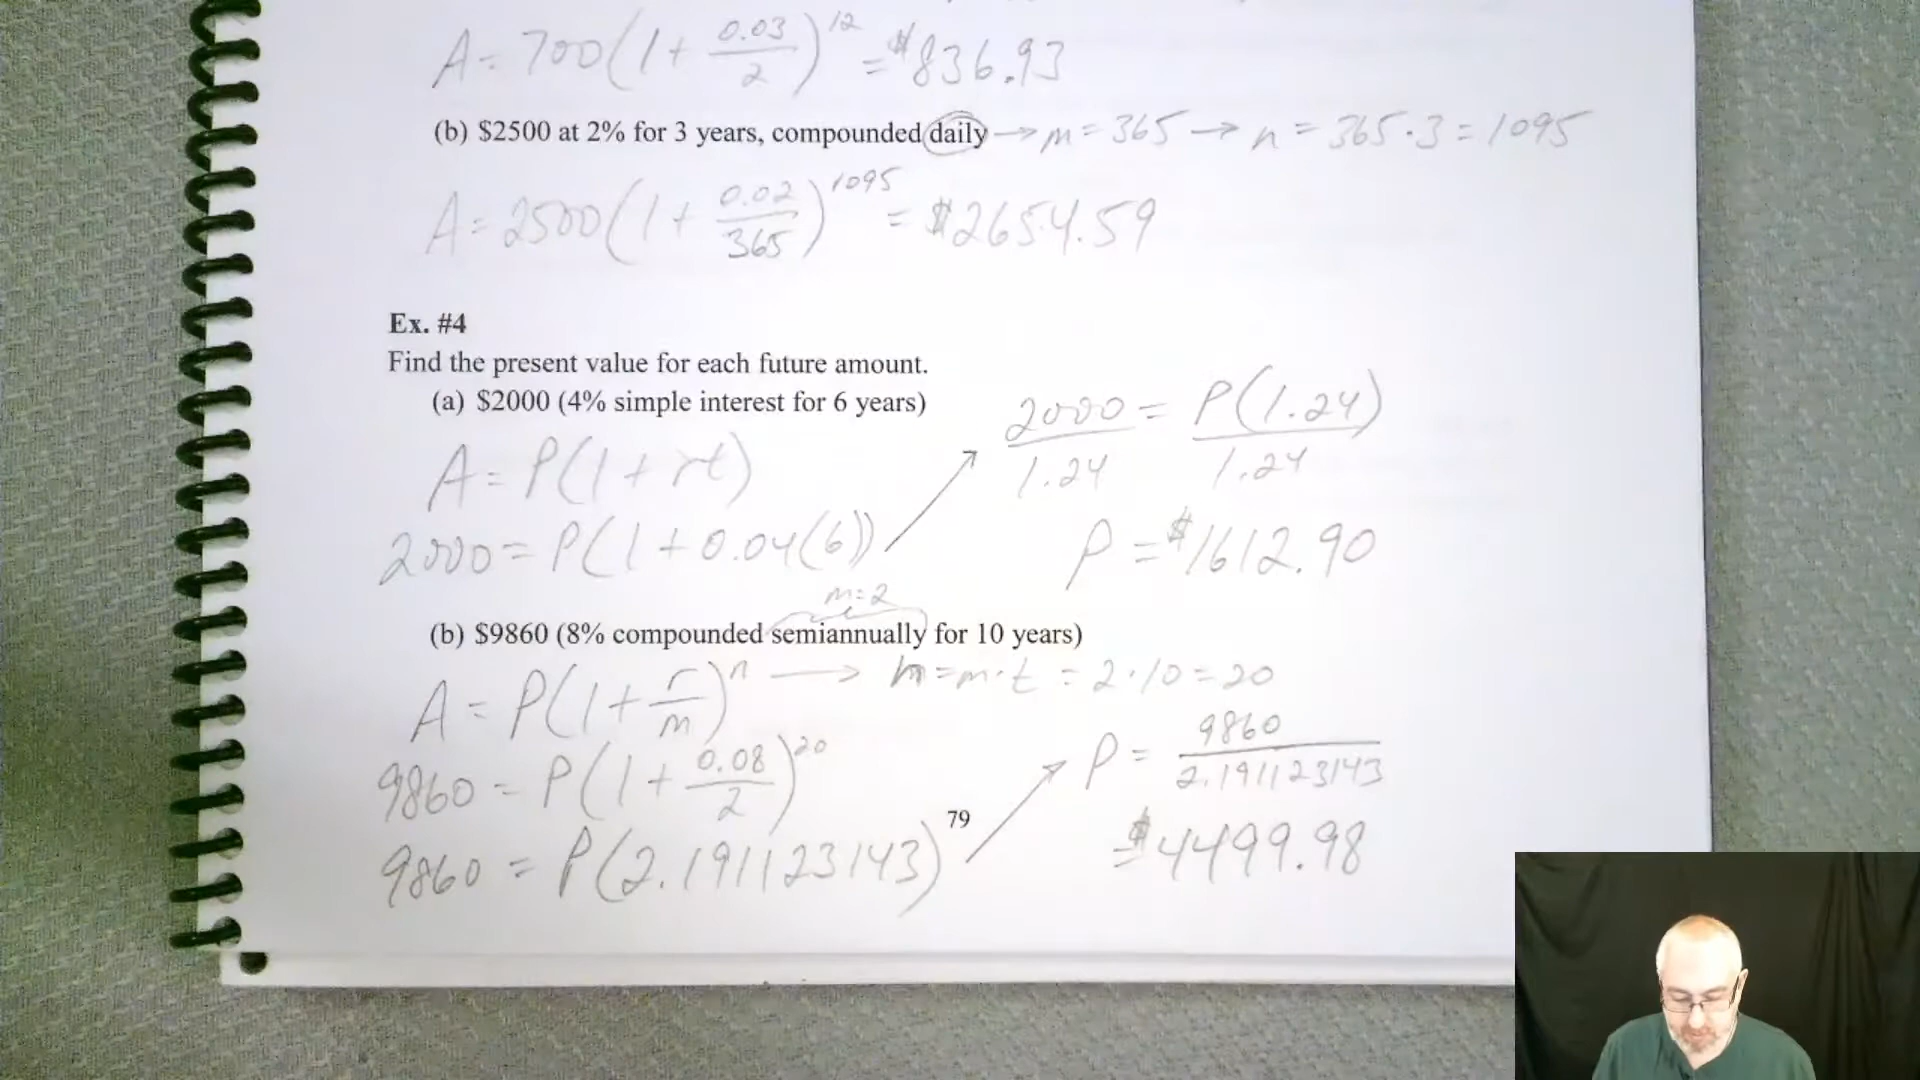 A = 700(1 + 0.03/2)^12 = $836.93
(b) $2500 at 2% for 3 years, compounded daily → m = 365 → n = 365·3 = 1095
A = 2500(1 + 0.02/365)^1095 = $2654.59
Ex. #4
Find the present value for each future amount.
(a) $2000 (4% simple interest for 6 years)
A = P(1 + rt)
2000 = P(1 + 0.04(6))
2000/1.24 = P(1.24)/1.24
P = $1612.90
m=2
(b) $9860 (8% compounded semiannually for 10 years)
A = P(1 + r/m)^n → n = m·t = 2·10 = 20
9860 = P(1 + 0.08/2)^20
9860 = P(2.191123143)
P = 9860/2.191123143
= $4499.98
79